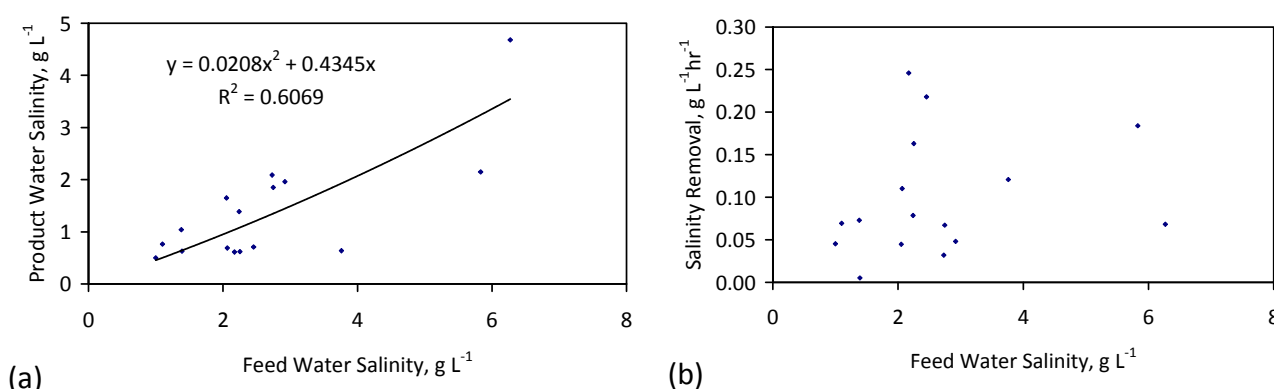 Product Water Salinity, g L⁻¹
5
4
3
2
1
0
y = 0.0208x² + 0.4345x
R² = 0.6069
0 2 4 6 8
Feed Water Salinity, g L⁻¹
(a)
Salinity Removal, g L⁻¹hr⁻¹
0.30
0.25
0.20
0.15
0.10
0.05
0.00
0 2 4 6 8
Feed Water Salinity, g L⁻¹
(b)